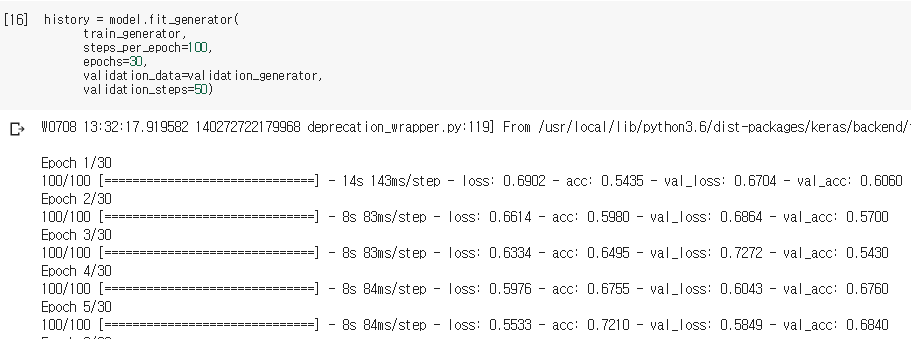 [16] history = model.fit_generator(
train_generator,
steps_per_epoch=100,
epochs=30,
validation_data=validation_generator,
validation_steps=50)
W0708 13:32:17.919582 140272722179968 deprecation_wrapper.py:119] From /usr/local/lib/python3.6/dist-packages/keras/backend/
Epoch 1/30
100/100 [==============================] - 14s 143ms/step - loss: 0.6902 - acc: 0.5435 - val_loss: 0.6704 - val_acc: 0.6060
Epoch 2/30
100/100 [==============================] - 8s 83ms/step - loss: 0.6614 - acc: 0.5980 - val_loss: 0.6864 - val_acc: 0.5700
Epoch 3/30
100/100 [==============================] - 8s 83ms/step - loss: 0.6334 - acc: 0.6495 - val_loss: 0.7272 - val_acc: 0.5430
Epoch 4/30
100/100 [==============================] - 8s 84ms/step - loss: 0.5976 - acc: 0.6755 - val_loss: 0.6043 - val_acc: 0.6760
Epoch 5/30
100/100 [==============================] - 8s 84ms/step - loss: 0.5533 - acc: 0.7210 - val_loss: 0.5849 - val_acc: 0.6840